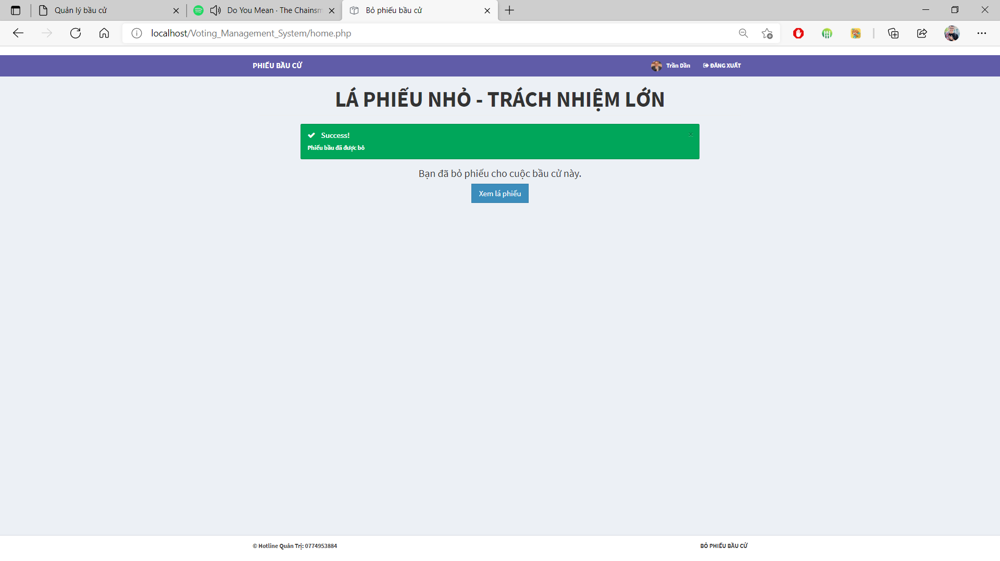 Quản lý bầu cử
Do You Mean · The Chainsm
Bỏ phiếu bầu cử
localhost/Voting_Management_System/home.php
PHIẾU BẦU CỬ
Trần Dần
ĐĂNG XUẤT
LÁ PHIẾU NHỎ - TRÁCH NHIỆM LỚN
Success!
×
Phiếu bầu đã được bỏ
Bạn đã bỏ phiếu cho cuộc bầu cử này.
Xem lá phiếu
© Hotline Quản Trị: 0774953884
BỎ PHIẾU BẦU CỬ